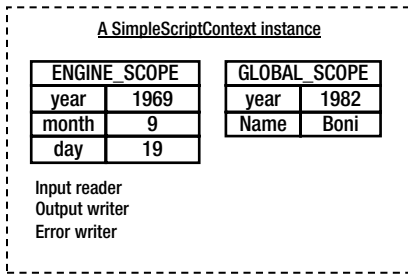 A SimpleScriptContext instance
ENGINE_SCOPE
year 1969
month 9
day 19
GLOBAL_SCOPE
year 1982
Name Boni
Input reader
Output writer
Error writer